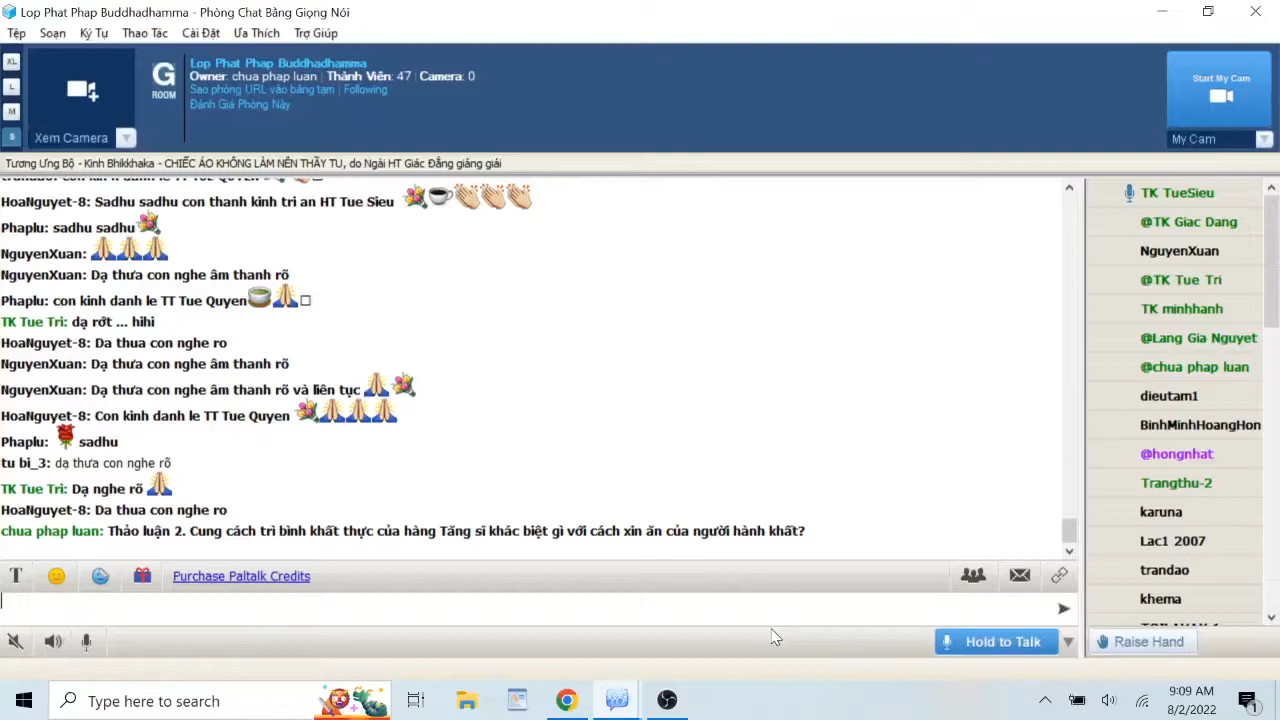 Lop Phat Phap Buddhadhamma - Phòng Chat Bằng Giọng Nói
Tệp Soạn Ký Tự Thao Tác Cài Đặt Ưa Thích Trợ Giúp
XL
L
M
S
Xem Camera
G
ROOM
Lop Phat Phap Buddhadhamma
Owner: chua phap luan | Thành Viên: 47 | Camera: 0
Sao phỏng URL vào bảng tạm | Following
Đánh Giá Phòng Này
Start My Cam
My Cam
Tương Ưng Bộ - Kinh Bhikkhaka - CHIẾC ÁO KHÔNG LÀM NÊN THẦY TU, do Ngài HT Giác Đẳng giảng giải
HoaNguyet-8: Sadhu sadhu con thanh kinh tri an HT Tue Sieu
Phaplu: sadhu sadhu
NguyenXuan:
NguyenXuan: Dạ thưa con nghe âm thanh rõ
Phaplu: con kinh danh le TT Tue Quyen
TK Tue Tri: dạ rớt ... hihi
HoaNguyet-8: Da thua con nghe ro
NguyenXuan: Dạ thưa con nghe âm thanh rõ
NguyenXuan: Dạ thưa con nghe âm thanh rõ và liên tục
HoaNguyet-8: Con kinh danh le TT Tue Quyen
Phaplu: sadhu
tu bi_3: dạ thưa con nghe rõ
TK Tue Tri: Dạ nghe rõ
HoaNguyet-8: Da thua con nghe ro
chua phap luan: Thảo luận 2. Cung cách trì bình khất thực của hàng Tăng sĩ khác biệt gì với cách xin ăn của người hành khất?
TK TueSieu
@TK Giac Dang
NguyenXuan
@TK Tue Tri
TK minhhanh
@Lang Gia Nguyet
@chua phap luan
dieutam1
BinhMinhHoangHon
@hongnhat
Trangthu-2
karuna
Lac1 2007
trandao
khema
T Purchase Paltalk Credits
Hold to Talk
Raise Hand
Type here to search
9:09 AM
8/2/2022
1